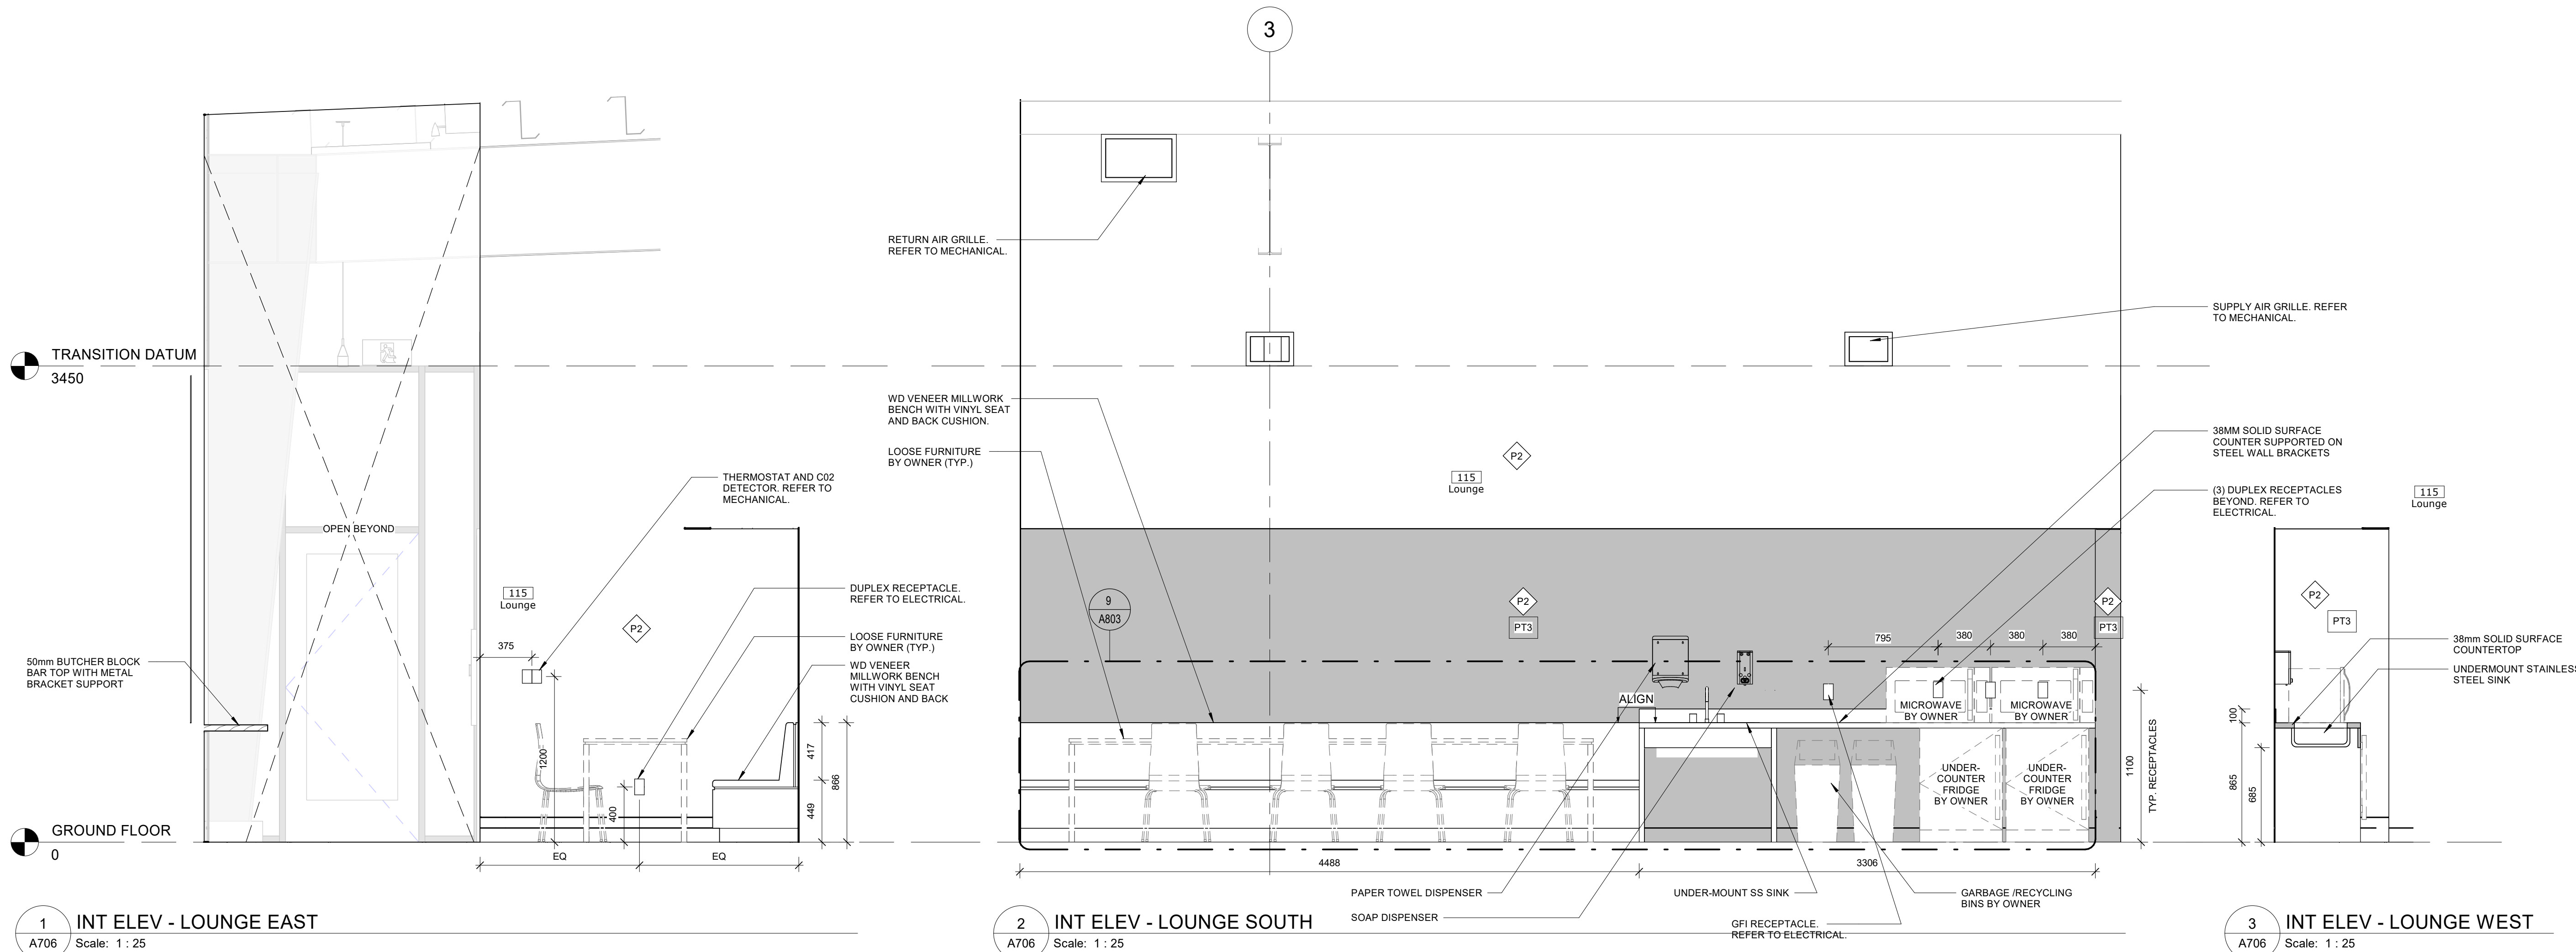 3
TRANSITION DATUM
3450
GROUND FLOOR
0
50mm BUTCHER BLOCK
BAR TOP WITH METAL
BRACKET SUPPORT
OPEN BEYOND
115
Lounge
375
THERMOSTAT AND C02
DETECTOR. REFER TO
MECHANICAL.
P2
DUPLEX RECEPTACLE.
REFER TO ELECTRICAL.
LOOSE FURNITURE
BY OWNER (TYP.)
WD VENEER
MILLWORK BENCH
WITH VINYL SEAT
CUSHION AND BACK
1200
400
417
449
866
EQ
EQ
1
A706
INT ELEV - LOUNGE EAST
Scale: 1 : 25
RETURN AIR GRILLE.
REFER TO MECHANICAL.
WD VENEER MILLWORK
BENCH WITH VINYL SEAT
AND BACK CUSHION.
LOOSE FURNITURE
BY OWNER (TYP.)
P2
115
Lounge
9
A803
P2
PT3
P2
PT3
795
380
380
380
ALIGN
MICROWAVE
BY OWNER
MICROWAVE
BY OWNER
UNDER-
COUNTER
FRIDGE
BY OWNER
UNDER-
COUNTER
FRIDGE
BY OWNER
1100
TYP. RECEPTACLES
4488
3306
PAPER TOWEL DISPENSER
SOAP DISPENSER
UNDER-MOUNT SS SINK
GFI RECEPTACLE.
REFER TO ELECTRICAL.
GARBAGE /RECYCLING
BINS BY OWNER
SUPPLY AIR GRILLE. REFER
TO MECHANICAL.
38MM SOLID SURFACE
COUNTER SUPPORTED ON
STEEL WALL BRACKETS
(3) DUPLEX RECEPTACLES
BEYOND. REFER TO
ELECTRICAL.
2
A706
INT ELEV - LOUNGE SOUTH
Scale: 1 : 25
115
Lounge
P2
PT3
38mm SOLID SURFACE
COUNTERTOP
UNDERMOUNT STAINLESS
STEEL SINK
100
865
685
3
A706
INT ELEV - LOUNGE WEST
Scale: 1 : 25